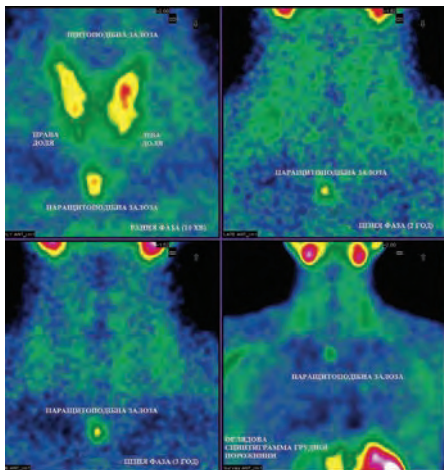 ЩИТОПОДІБНА ЗАЛОЗА
ПРАВА
ДОЛЯ
ЛІВА
ДОЛЯ
ПАРАЩИТОПОДІБНА ЗАЛОЗА
РАННЯ ФАЗА (10 ХВ)
ПАРАЩИТОПОДІБНА ЗАЛОЗА
ПІЗНЯ ФАЗА (2 ГОД)
ПАРАЩИТОПОДІБНА ЗАЛОЗА
ПІЗНЯ ФАЗА (3 ГОД)
ПАРАЩИТОПОДІБНА ЗАЛОЗА
ОГЛЯДОВА
СЦИНТИГРАМА ГРУДНОЇ
ПОРОЖНИНИ